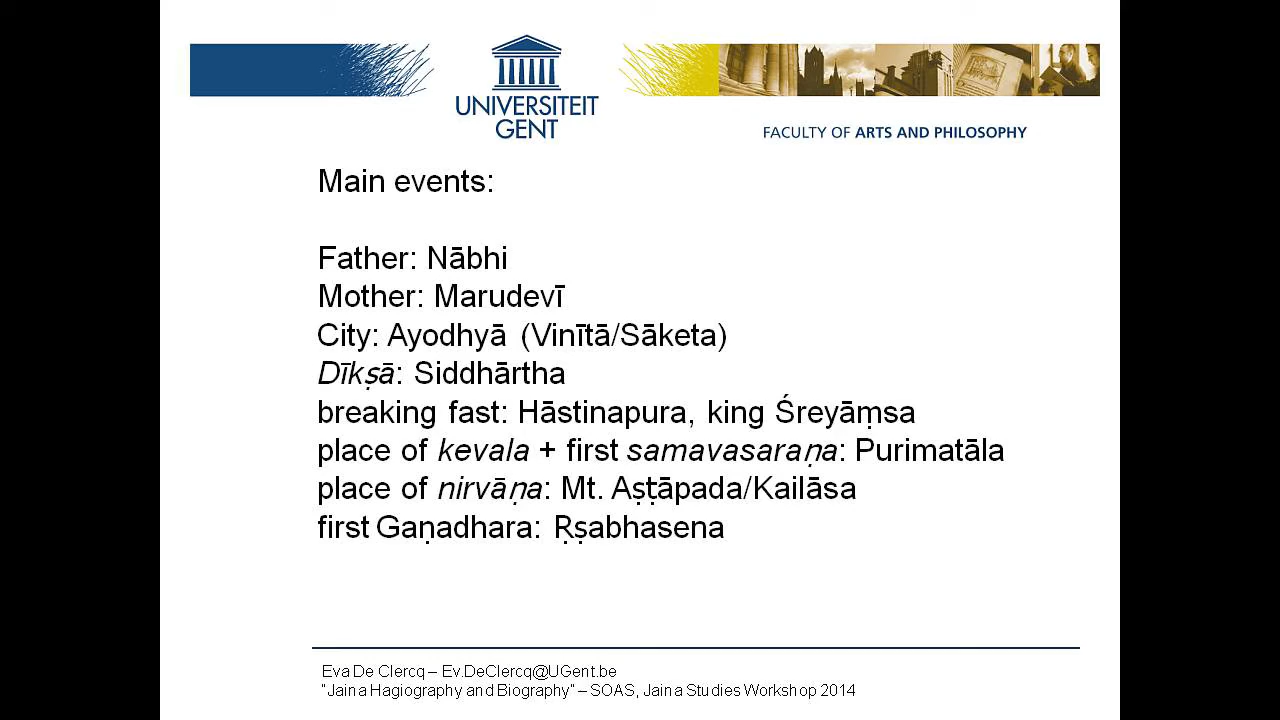 UNIVERSITEIT
GENT
FACULTY OF ARTS AND PHILOSOPHY
Main events:
Father: Nābhi
Mother: Marudevī
City: Ayodhyā (Vinītā/Sāketa)
Dīkṣā: Siddhārtha
breaking fast: Hāstinapura, king Śreyāṃsa
place of kevala + first samavasaraṇa: Purimatāla
place of nirvāṇa: Mt. Aṣṭāpada/Kailāsa
first Gaṇadhara: Ṛṣabhasena
Eva De Clercq – Ev.DeClercq@UGent.be
"Jaina Hagiography and Biography" – SOAS, Jaina Studies Workshop 2014